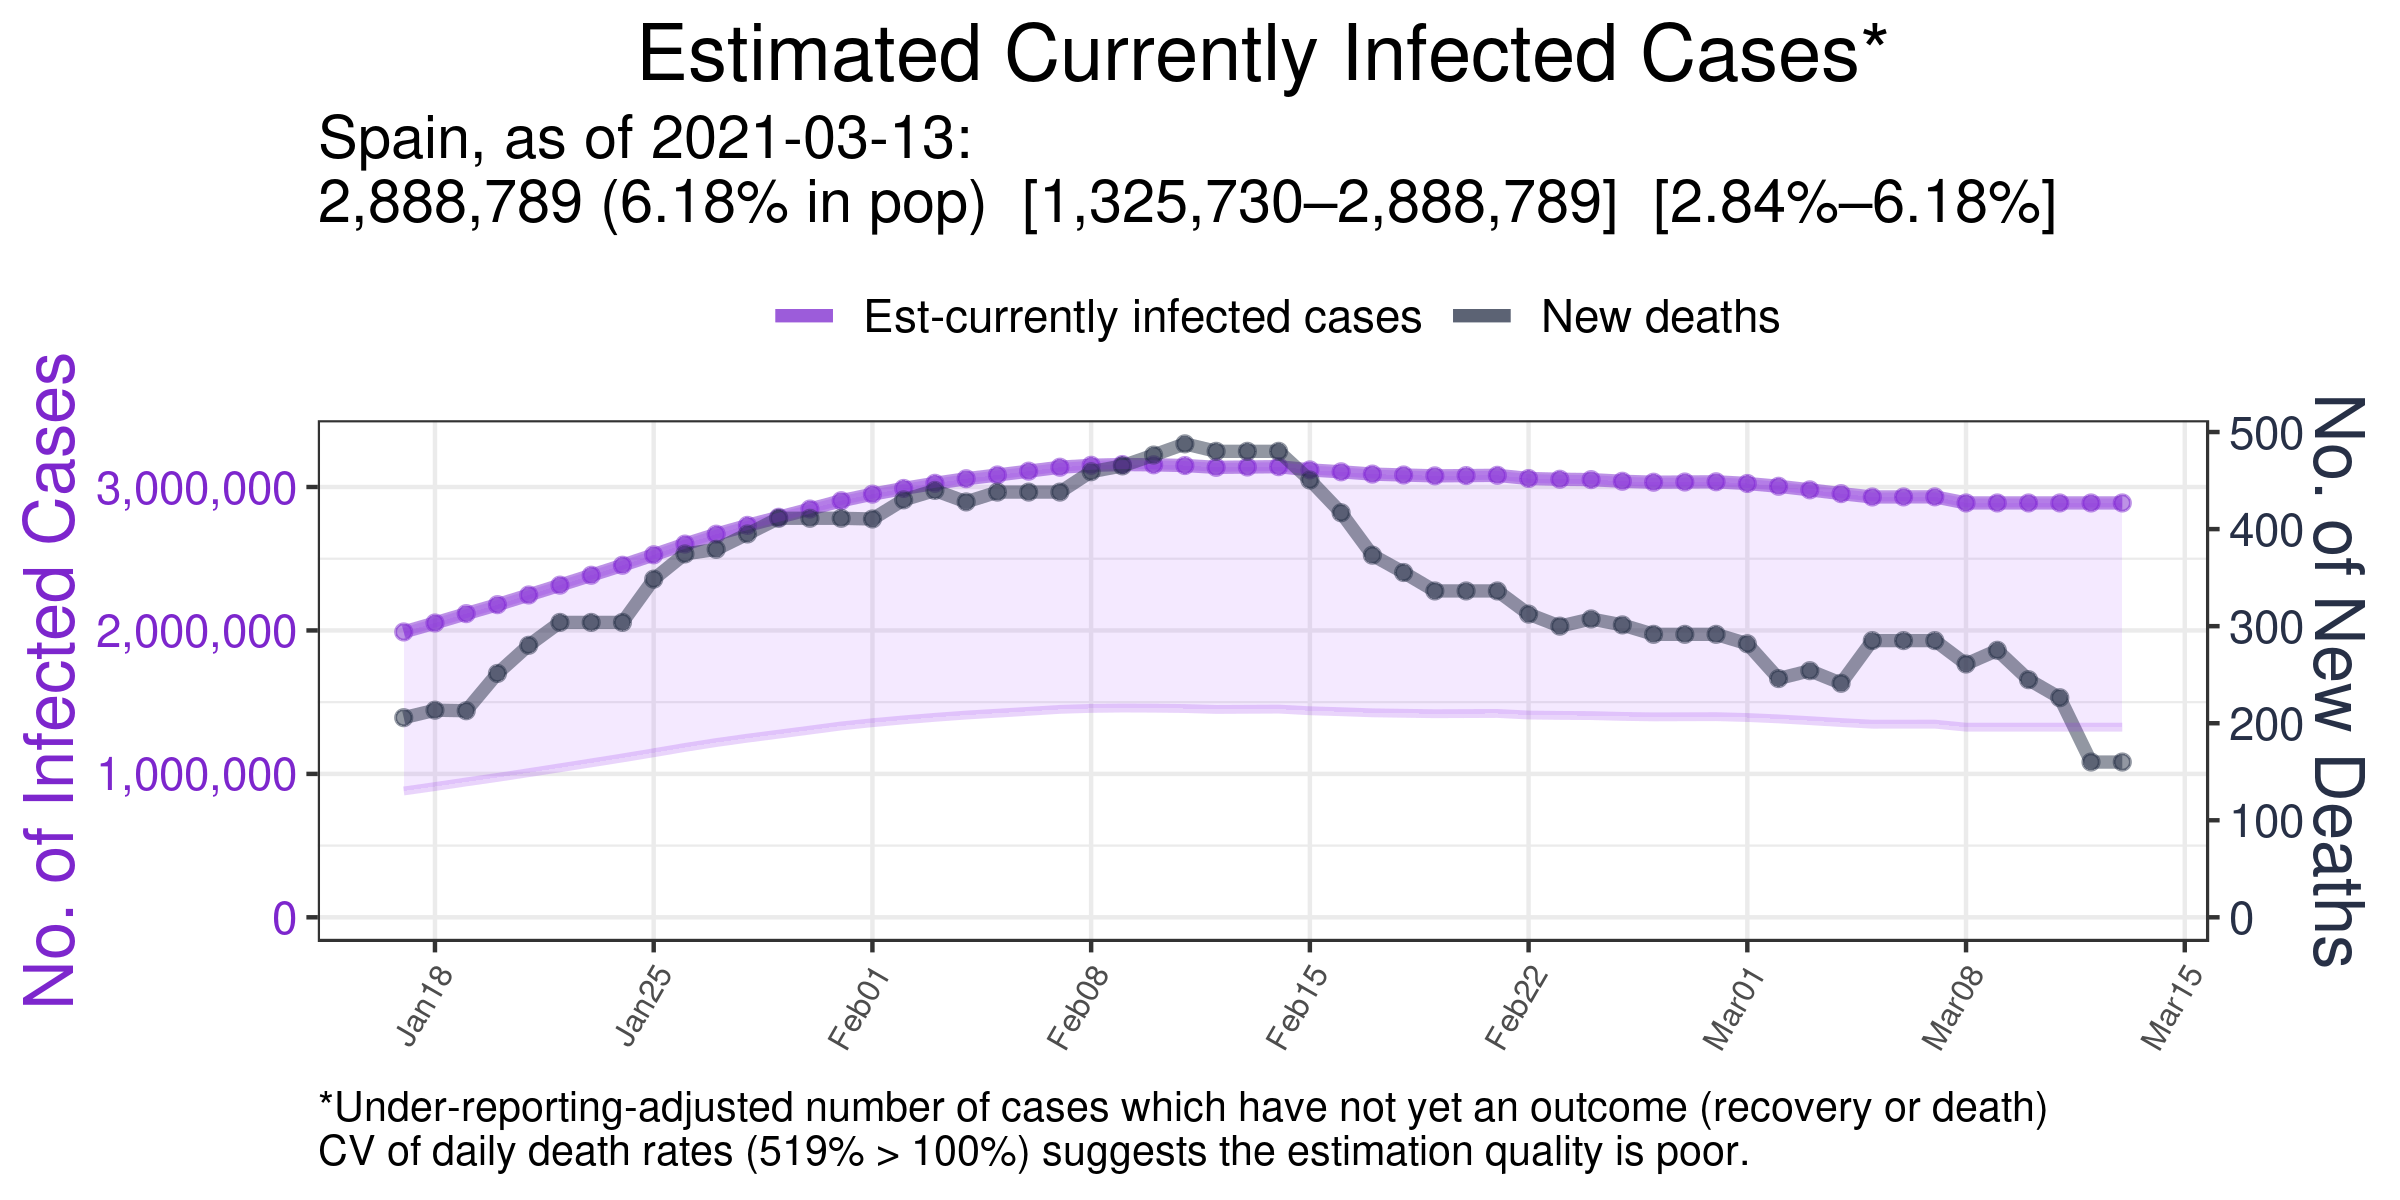 Estimated Currently Infected Cases*
Spain, as of 2021-03-13:
2,888,789 (6.18% in pop)  [1,325,730–2,888,789]  [2.84%–6.18%]
Est-currently infected cases
New deaths
No. of Infected Cases
3,000,000
2,000,000
1,000,000
0
500
400
300
200
100
0
No. of New Deaths
Jan18
Jan25
Feb01
Feb08
Feb15
Feb22
Mar01
Mar08
Mar15
*Under-reporting-adjusted number of cases which have not yet an outcome (recovery or death)
CV of daily death rates (519% > 100%) suggests the estimation quality is poor.